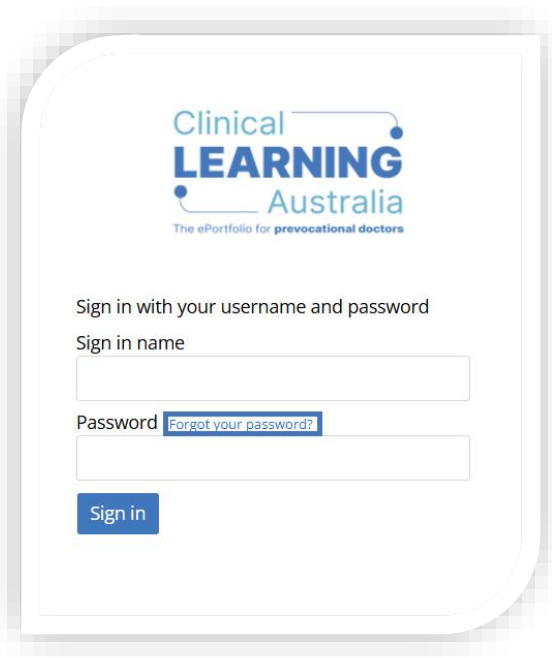 Clinical
LEARNING
Australia
The ePortfolio for prevocational doctors
Sign in with your username and password
Sign in name
Password Forgot your password?
Sign in